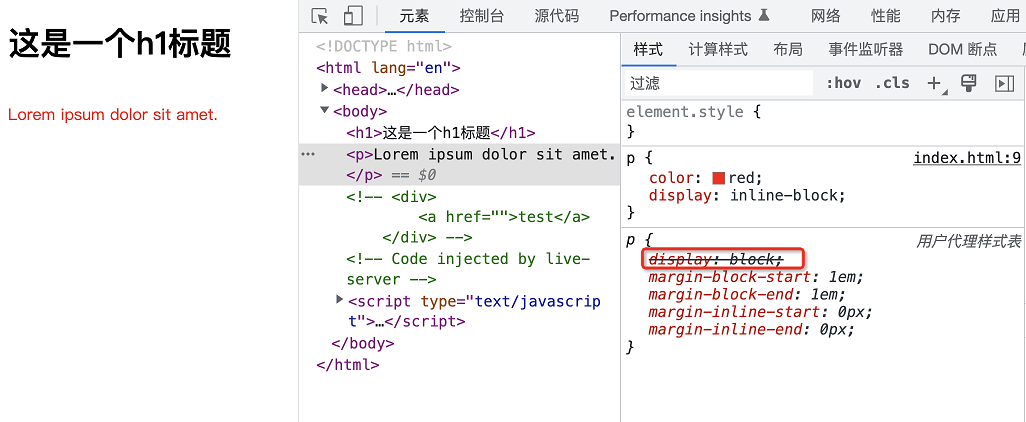 这是一个h1标题
Lorem ipsum dolor sit amet.
元素 控制台 源代码 Performance insights 网络 性能 内存 应用
<!DOCTYPE html>
<html lang="en">
<head>…</head>
<body>
<h1>这是一个h1标题</h1>
<p>Lorem ipsum dolor sit amet.
</p> == $0
<!-- <div>
<a href="">test</a>
</div> -->
<!-- Code injected by live-
server -->
<script type="text/javascrip
t">…</script>
</body>
</html>
样式 计算样式 布局 事件监听器 DOM 断点
过滤 :hov .cls
element.style {
}
p { index.html:9
color: red;
display: inline-block;
}
p { 用户代理样式表
display: block;
margin-block-start: 1em;
margin-block-end: 1em;
margin-inline-start: 0px;
margin-inline-end: 0px;
}